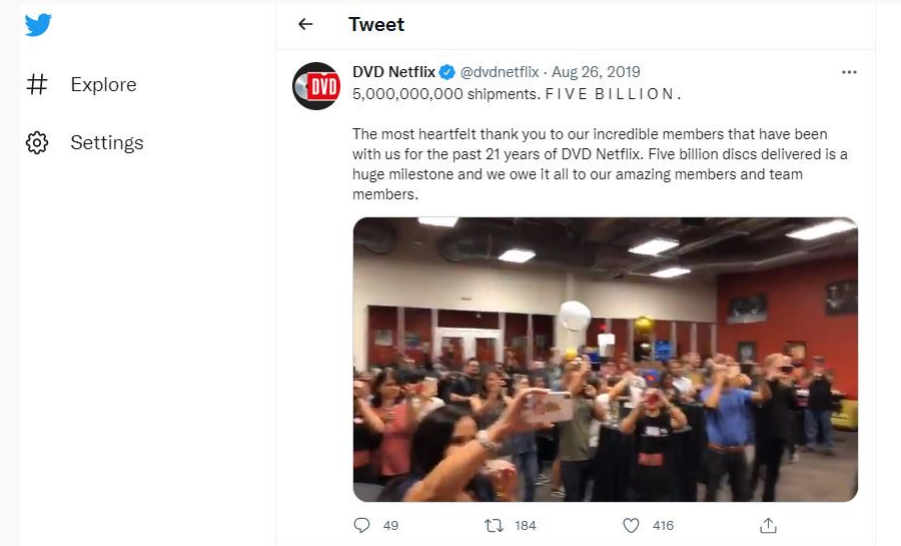 Tweet
Explore
Settings
DVD
DVD Netflix @dvdnetflix · Aug 26, 2019
5,000,000,000 shipments. F I V E  B I L L I O N .
The most heartfelt thank you to our incredible members that have been
with us for the past 21 years of DVD Netflix. Five billion discs delivered is a
huge milestone and we owe it all to our amazing members and team
members.
49 184 416